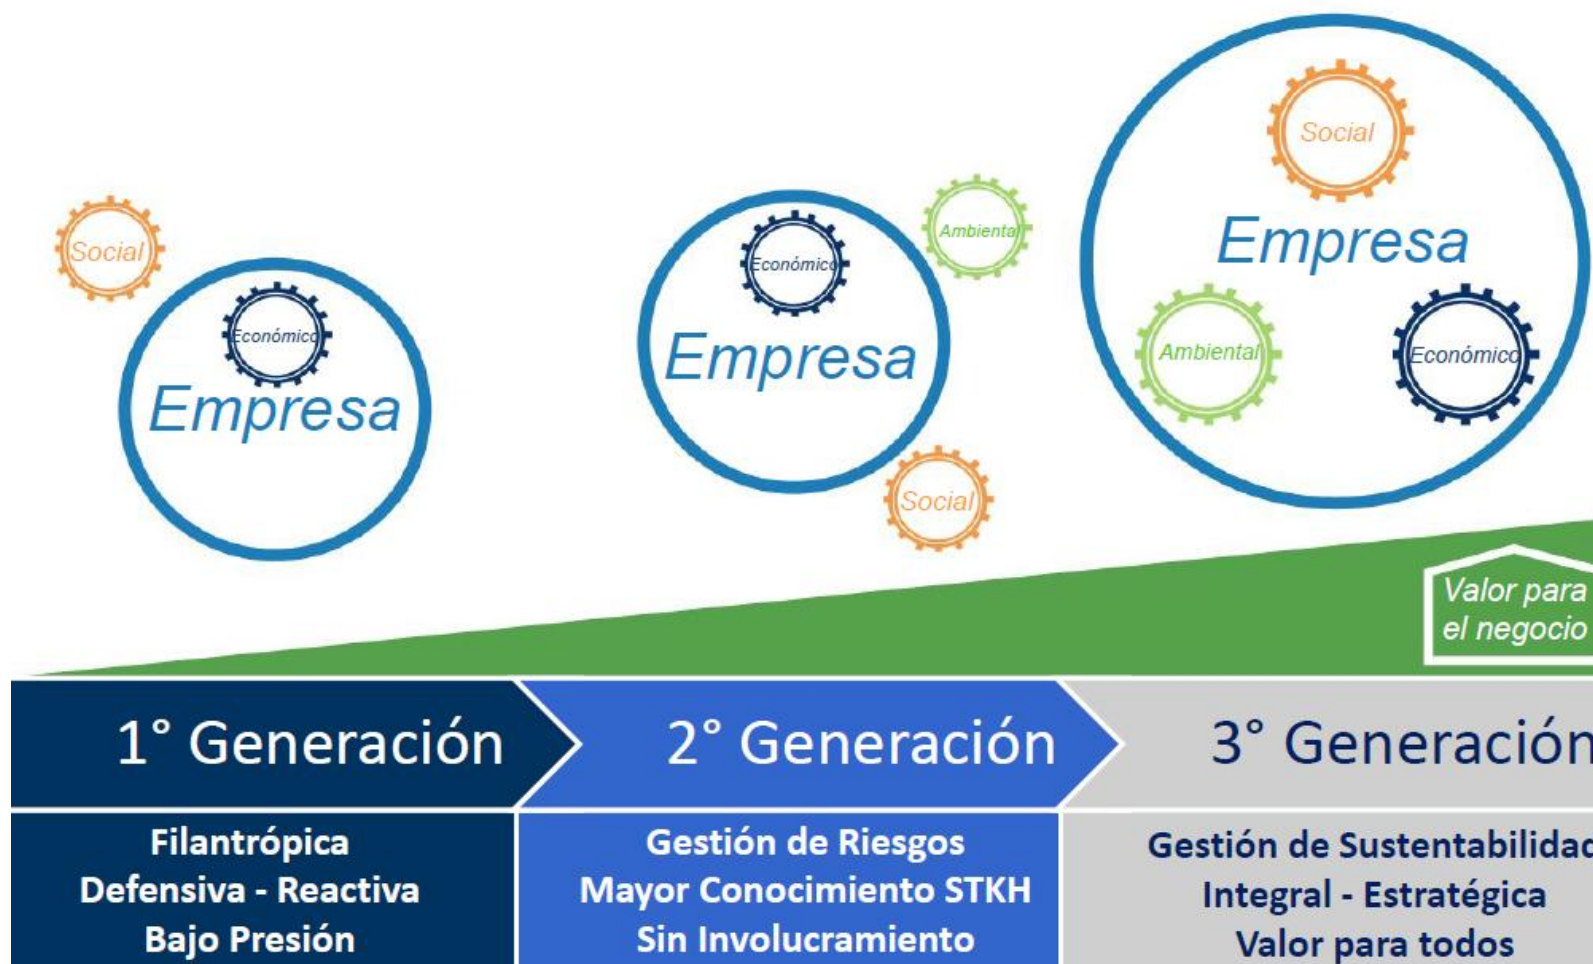 Social
Económico
Empresa
Económico
Ambiental
Empresa
Social
Social
Empresa
Ambiental
Económico
Valor para
el negocio
1° Generación
2° Generación
3° Generación
Filantrópica
Defensiva - Reactiva
Bajo Presión
Gestión de Riesgos
Mayor Conocimiento STKH
Sin Involucramiento
Gestión de Sustentabilidad
Integral - Estratégica
Valor para todos